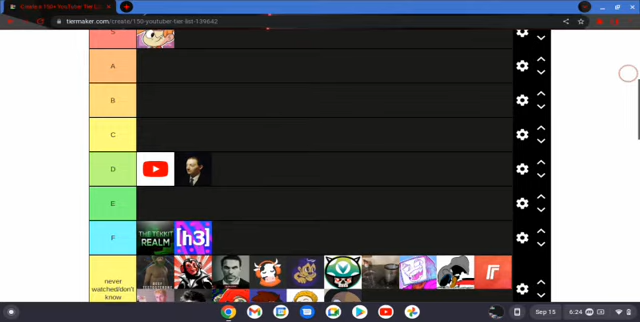 Create a 150+ Youtuber Tier List
tiermaker.com/create/150-youtuber-tier-list-139642
S
A
B
C
D
E
F
THE TEKKIT
REALM
[h3]
never
watched/don't
know
Sep 15
6:24